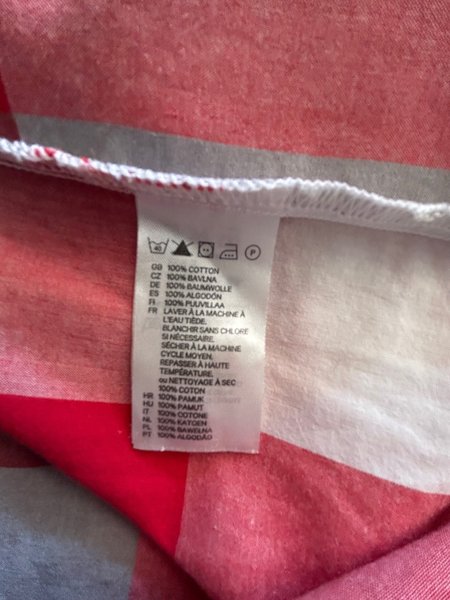 40 P
GB 100% COTTON
CZ 100% BAVLNA
DE 100% BAUMWOLLE
ES 100% ALGODÓN
FI 100% PUUVILLAA
FR LAVER À LA MACHINE À
L'EAU TIÈDE.
BLANCHIR SANS CHLORE
SI NÉCESSAIRE.
SÉCHER À LA MACHINE
CYCLE MOYEN.
REPASSER À HAUTE
TEMPÉRATURE.
OU NETTOYAGE À SEC
100% COTON
HR 100% PAMUK
HU 100% PAMUT
IT 100% COTONE
NL 100% KATOEN
PL 100% BAWEŁNA
PT 100% ALGODÃO